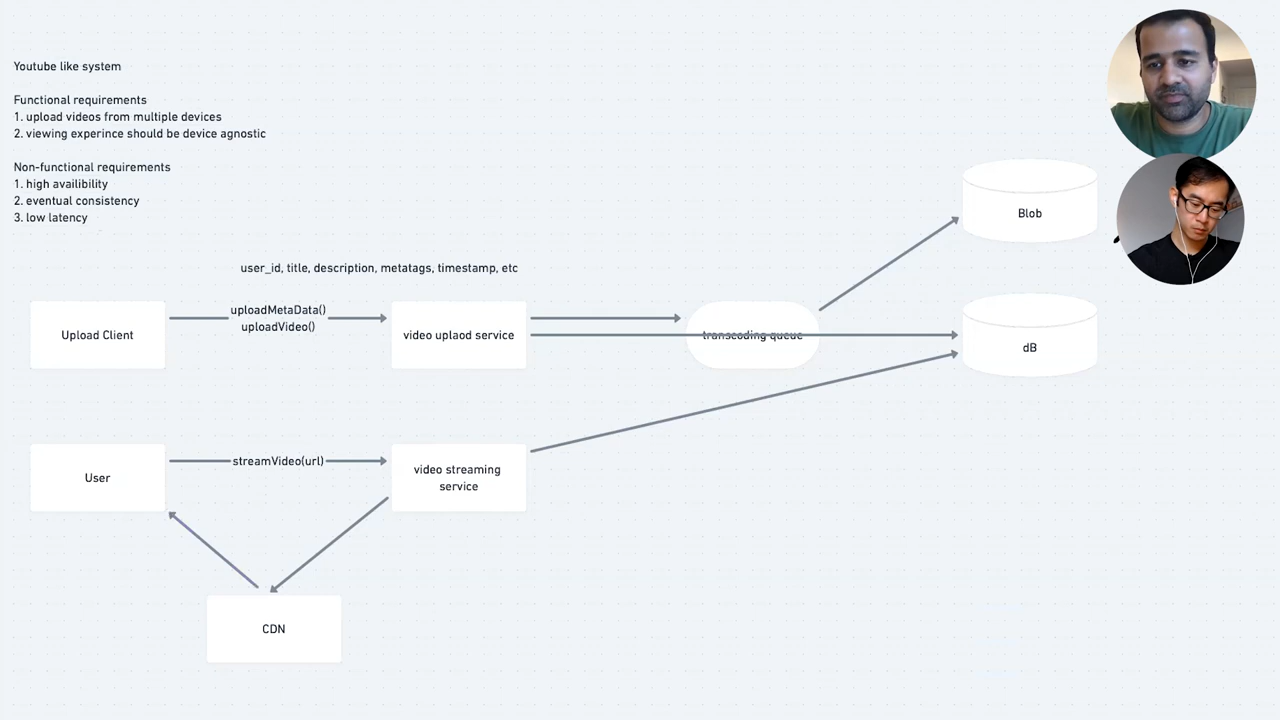 Youtube like system
Functional requirements
1. upload videos from multiple devices
2. viewing experince should be device agnostic
Non-functional requirements
1. high availibility
2. eventual consistency
3. low latency
user_id, title, description, metatags, timestamp, etc
Upload Client
uploadMetaData()
uploadVideo()
video uplaod service
transcoding queue
Blob
dB
User
streamVideo(url)
video streaming
service
CDN